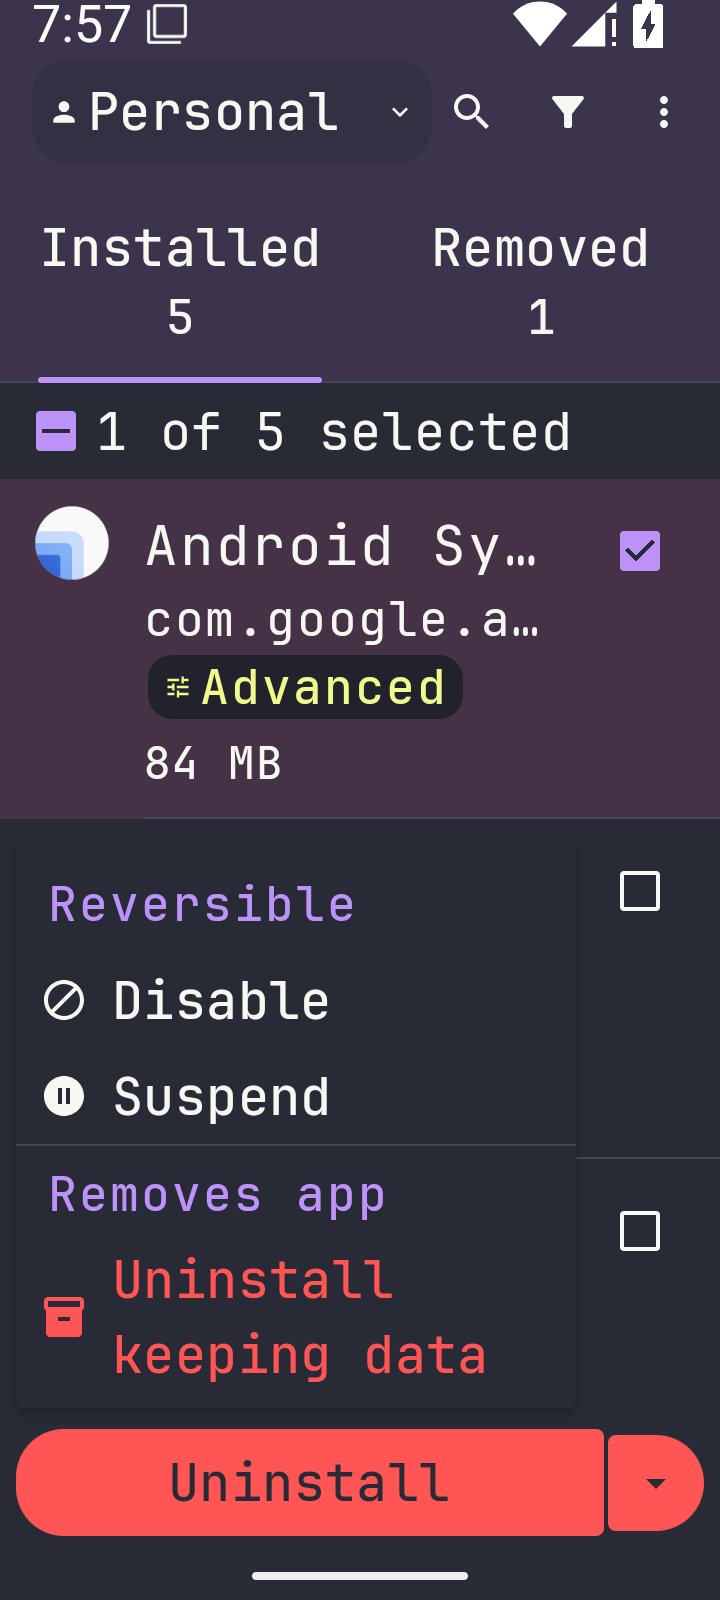 7:57
Personal
Installed
5
Removed
1
1 of 5 selected
Android Sy…
com.google.a…
Advanced
84 MB
Reversible
Disable
Suspend
Removes app
Uninstall
keeping data
Uninstall